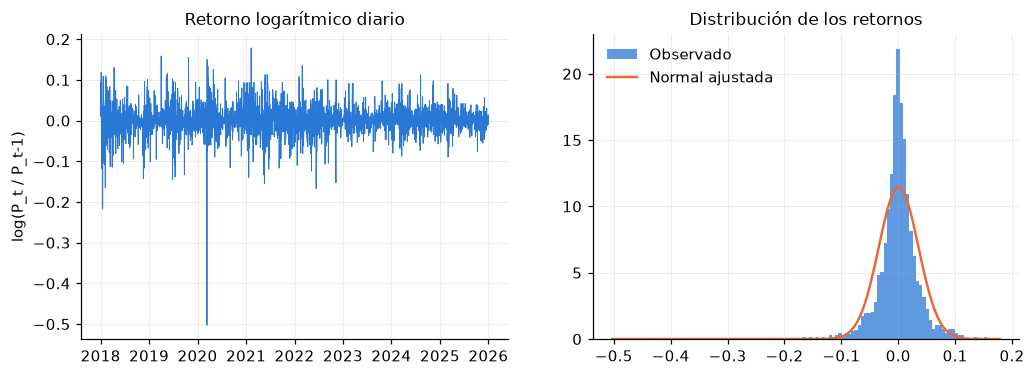 Retorno logarítmico diario
log(P_t / P_t-1)
0.2
0.1
0.0
−0.1
−0.2
−0.3
−0.4
−0.5
2018 2019 2020 2021 2022 2023 2024 2025 2026
Distribución de los retornos
Observado
Normal ajustada
20
15
10
5
0
−0.5 −0.4 −0.3 −0.2 −0.1 0.0 0.1 0.2